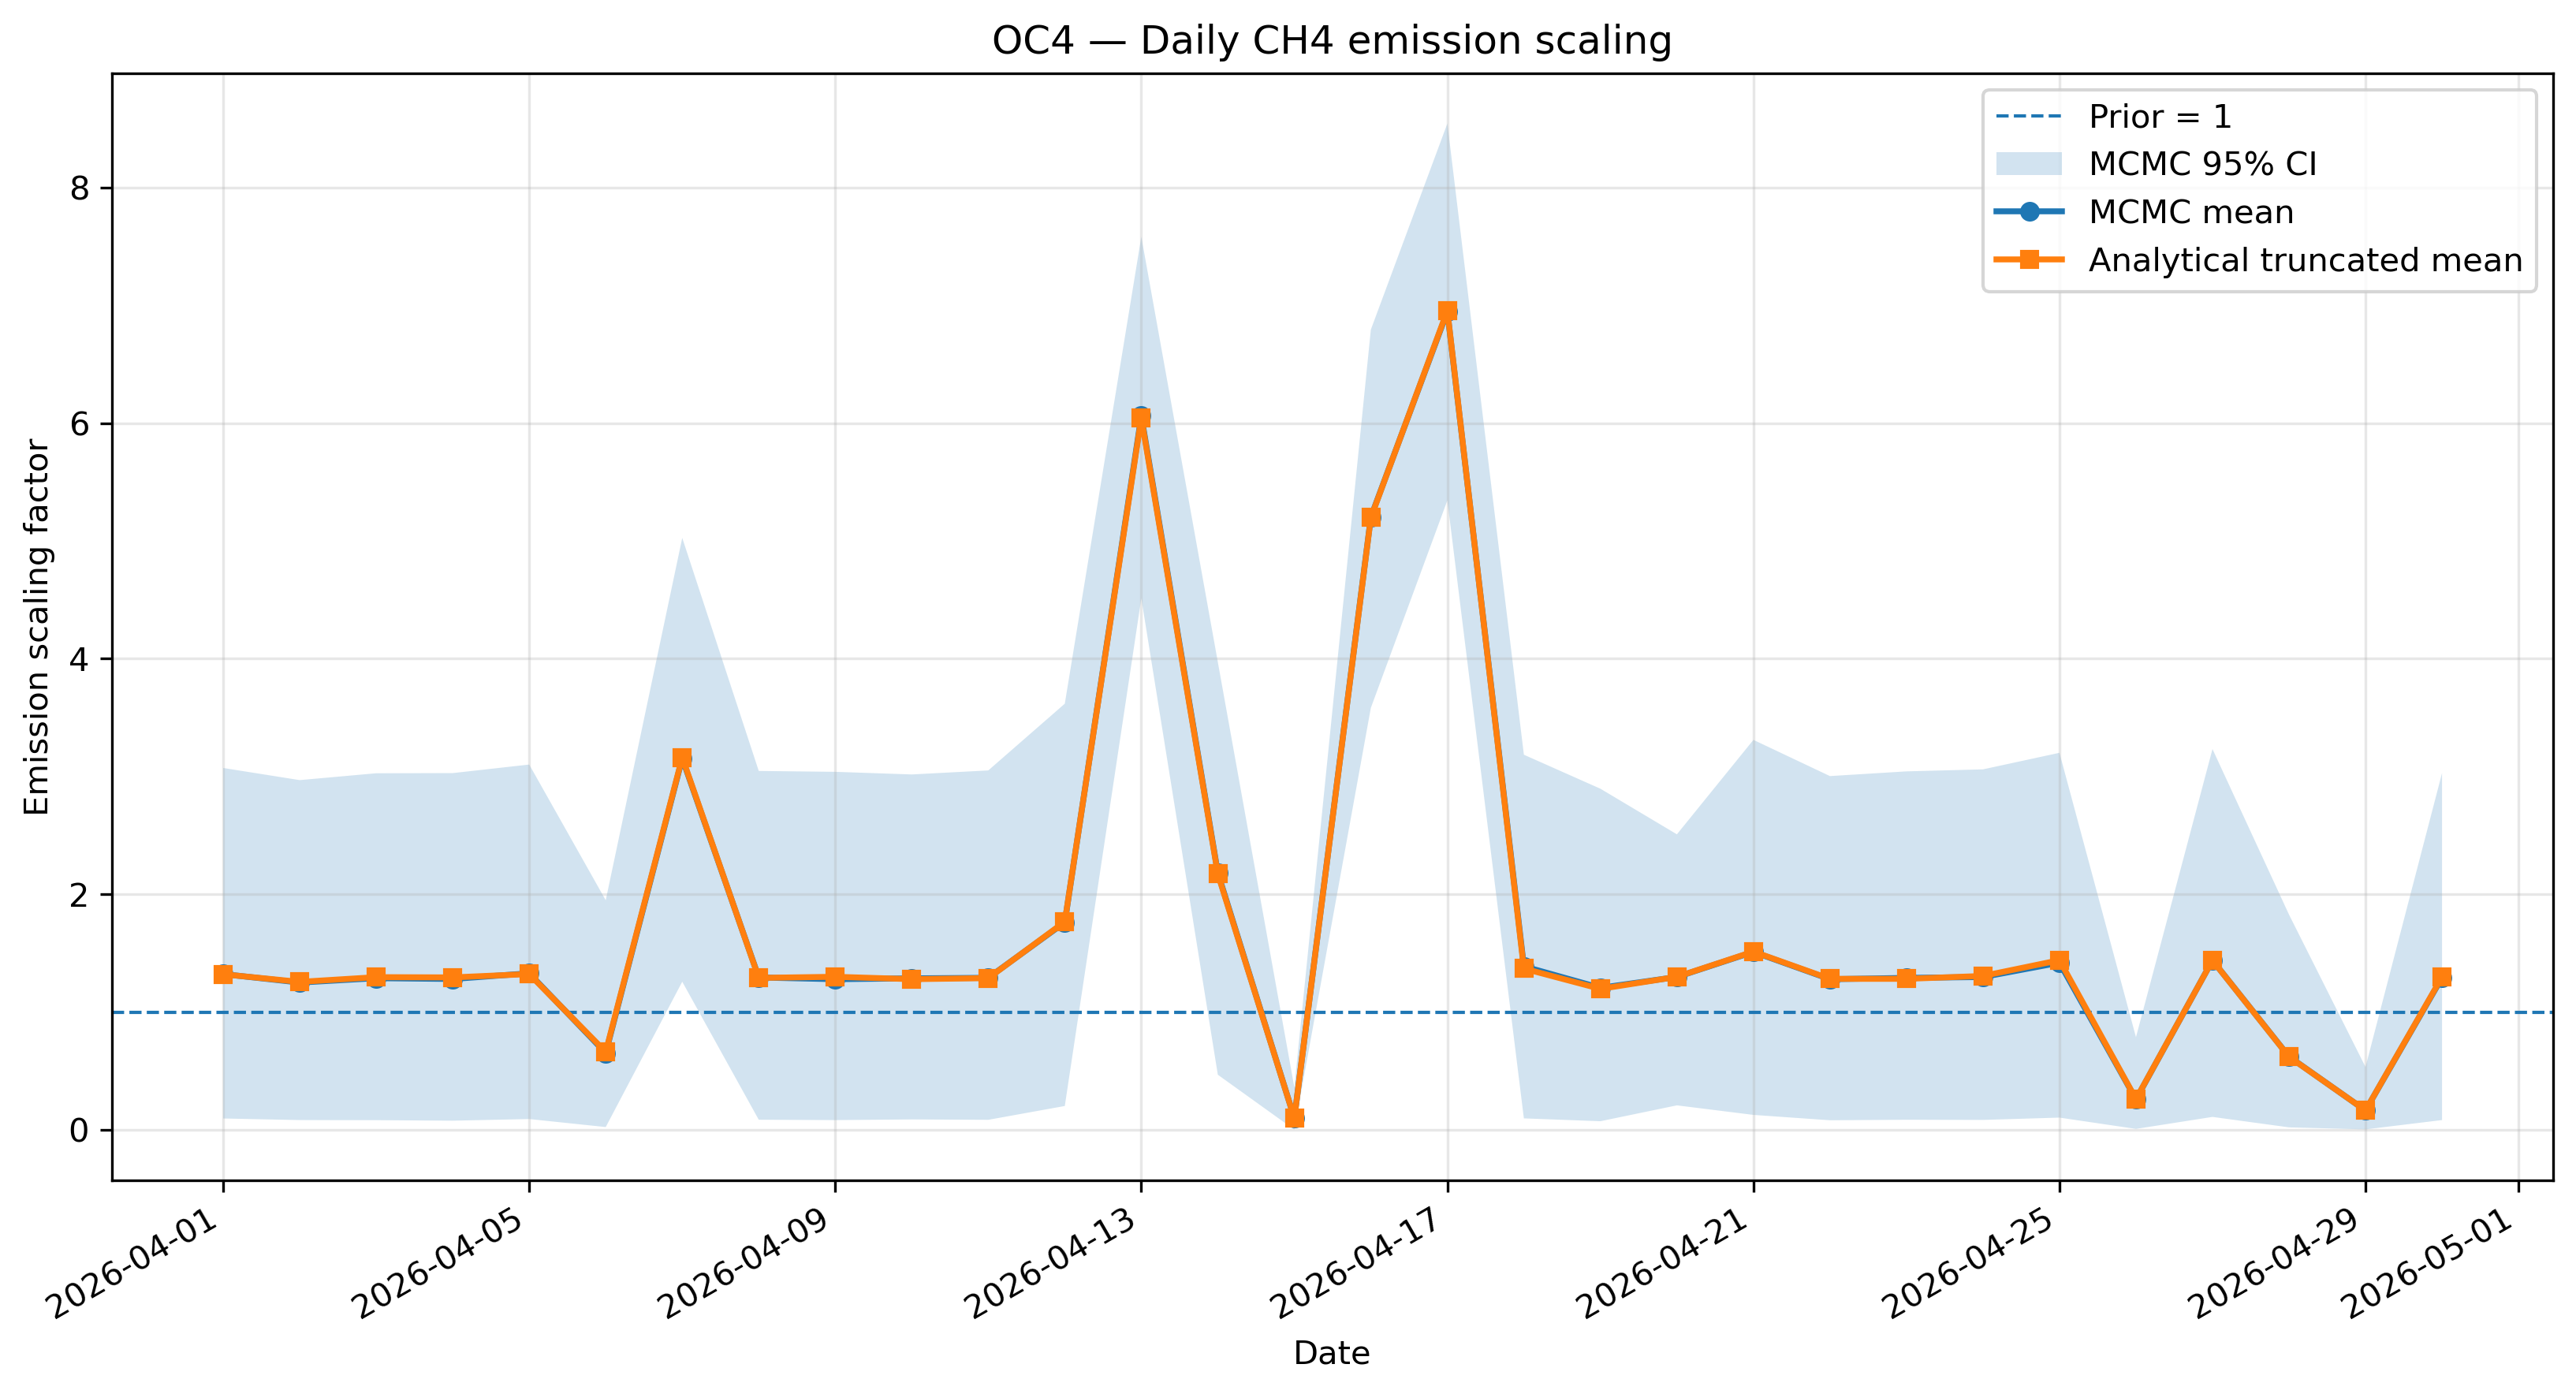 OC4 — Daily CH4 emission scaling
Prior = 1
MCMC 95% CI
MCMC mean
Analytical truncated mean
Emission scaling factor
8
6
4
2
0
2026-04-01
2026-04-05
2026-04-09
2026-04-13
2026-04-17
2026-04-21
2026-04-25
2026-04-29
2026-05-01
Date